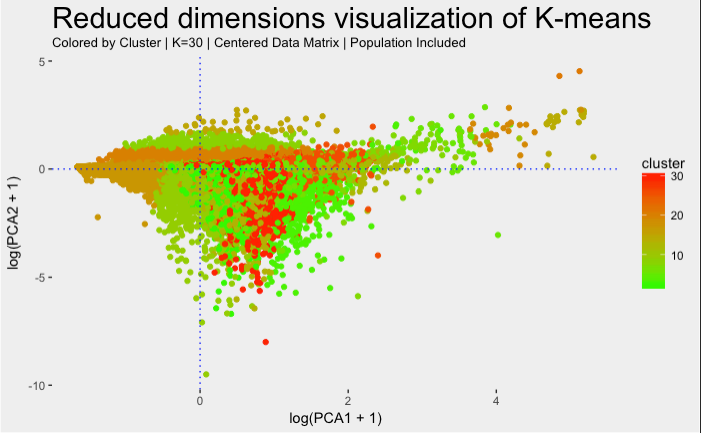 Reduced dimensions visualization of K-means
Colored by Cluster | K=30 | Centered Data Matrix | Population Included
5
0
-5
-10
log(PCA2 + 1)
0
2
4
log(PCA1 + 1)
cluster
30
20
10